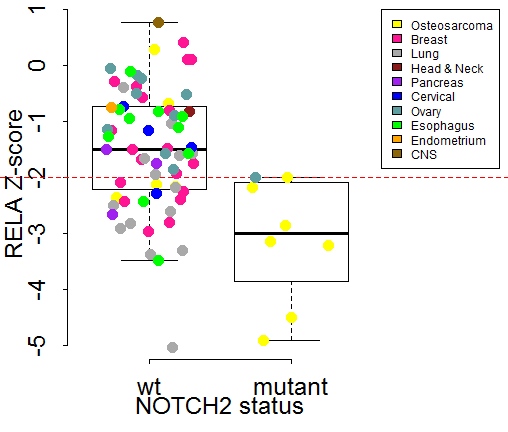 1
0
-1
-2
-3
-4
-5
RELA Z-score
wt mutant
NOTCH2 status
Osteosarcoma
Breast
Lung
Head & Neck
Pancreas
Cervical
Ovary
Esophagus
Endometrium
CNS